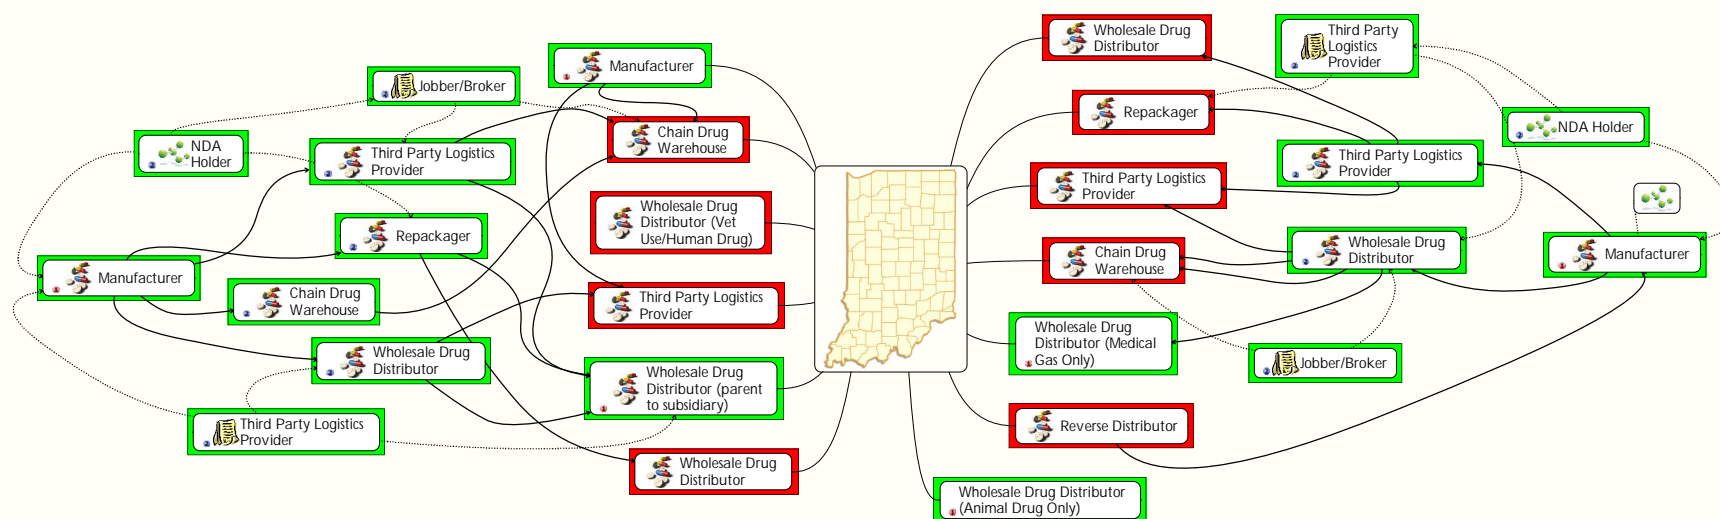 Manufacturer
Jobber/Broker
NDA
Holder
Third Party Logistics
Provider
Chain Drug
Warehouse
Wholesale Drug
Distributor (Vet
Use/Human Drug)
Repackager
Manufacturer
Chain Drug
Warehouse
Third Party Logistics
Provider
Wholesale Drug
Distributor
Wholesale Drug
Distributor (parent
to subsidiary)
Third Party Logistics
Provider
Wholesale Drug
Distributor
Wholesale Drug
Distributor
Third Party
Logistics
Provider
Repackager
NDA Holder
Third Party Logistics
Provider
Third Party Logistics
Provider
Chain Drug
Warehouse
Wholesale Drug
Distributor
Manufacturer
Wholesale Drug
Distributor (Medical
Gas Only)
Jobber/Broker
Reverse Distributor
Wholesale Drug Distributor
(Animal Drug Only)